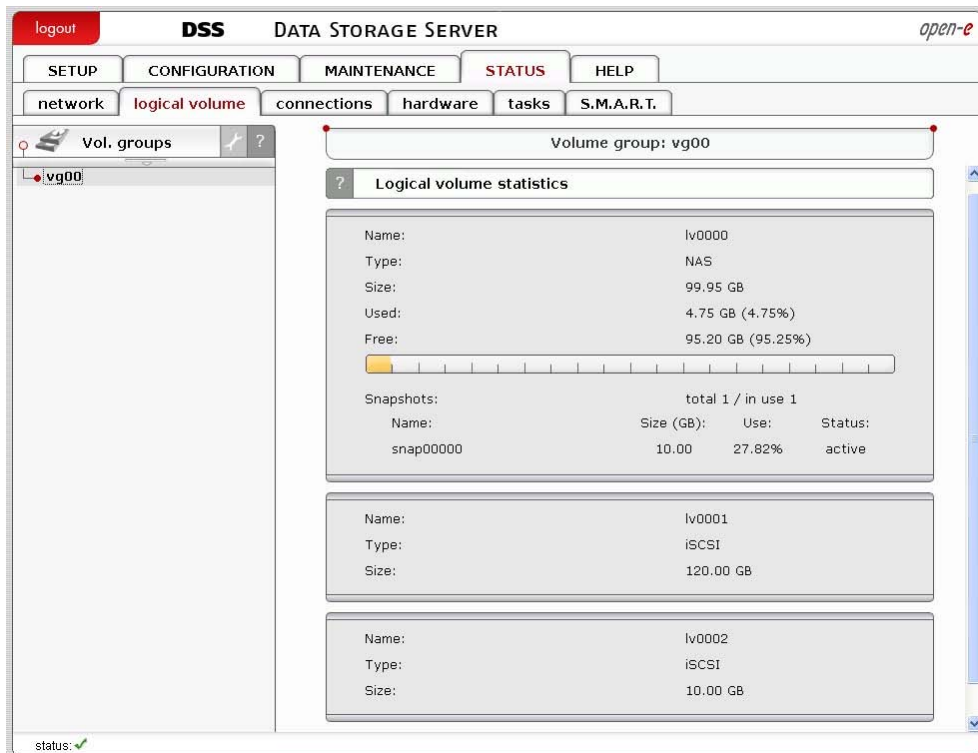 logout DSS DATA STORAGE SERVER open-e
SETUP CONFIGURATION MAINTENANCE STATUS HELP
network logical volume connections hardware tasks S.M.A.R.T.
Vol. groups ?
vg00
Volume group: vg00
? Logical volume statistics
Name: lv0000
Type: NAS
Size: 99.95 GB
Used: 4.75 GB (4.75%)
Free: 95.20 GB (95.25%)
Snapshots: total 1 / in use 1
Name: Size (GB): Use: Status:
snap00000 10.00 27.82% active
Name: lv0001
Type: iSCSI
Size: 120.00 GB
Name: lv0002
Type: iSCSI
Size: 10.00 GB
status: